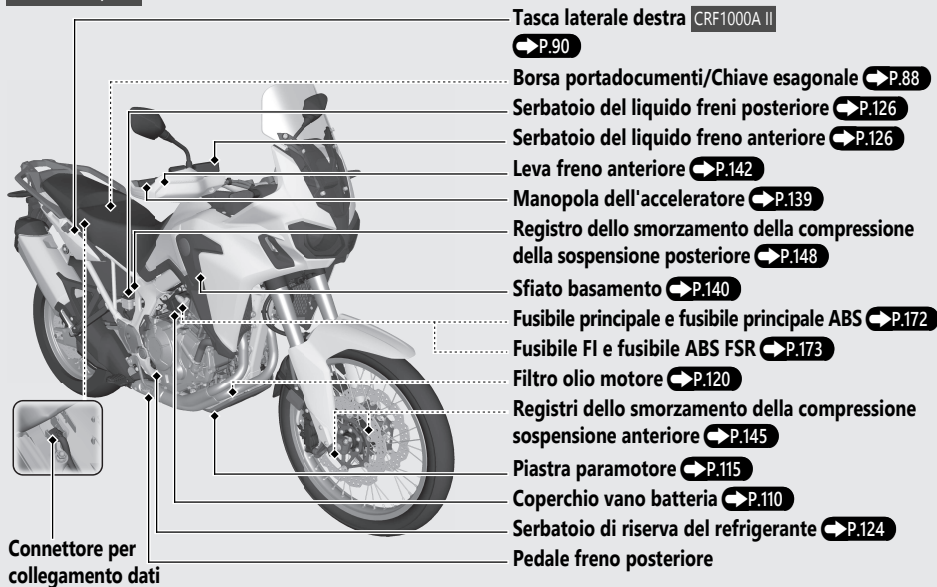 Tasca laterale destra CRF1000A II
P.90
Borsa portadocumenti/Chiave esagonale P.88
Serbatoio del liquido freni posteriore P.126
Serbatoio del liquido freno anteriore P.126
Leva freno anteriore P.142
Manopola dell'acceleratore P.139
Registro dello smorzamento della compressione
della sospensione posteriore P.148
Sfiato basamento P.140
Fusibile principale e fusibile principale ABS P.172
Fusibile FI e fusibile ABS FSR P.173
Filtro olio motore P.120
Registri dello smorzamento della compressione
sospensione anteriore P.145
Piastra paramotore P.115
Coperchio vano batteria P.110
Serbatoio di riserva del refrigerante P.124
Pedale freno posteriore
Connettore per
collegamento dati